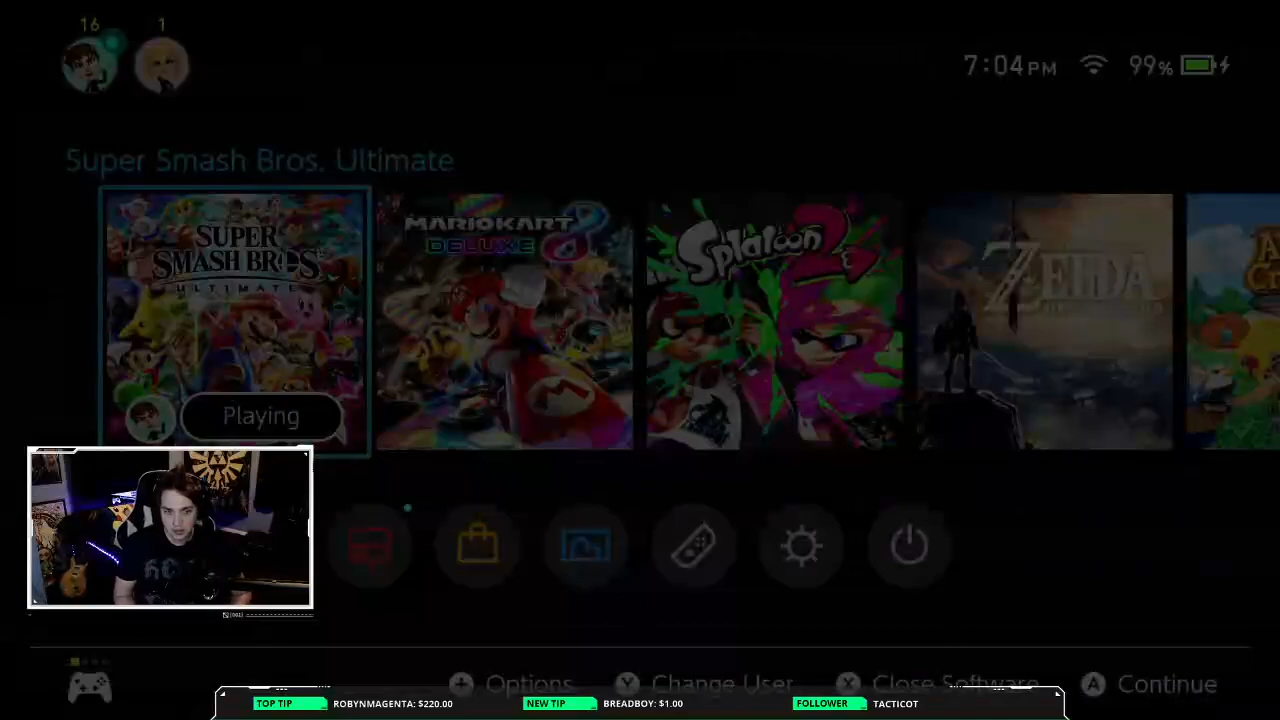 16 1
7:04 PM 99%
Super Smash Bros. Ultimate
SUPER
SMASH BROS.
ULTIMATE
MARIOKART 8
DELUXE
Splatoon 2
ZELDA
Playing
Options Change User Close Software Continue
TOP TIP ROBYNMAGENTA: $220.00 NEW TIP BREADBOY: $1.00 FOLLOWER TACTICOT